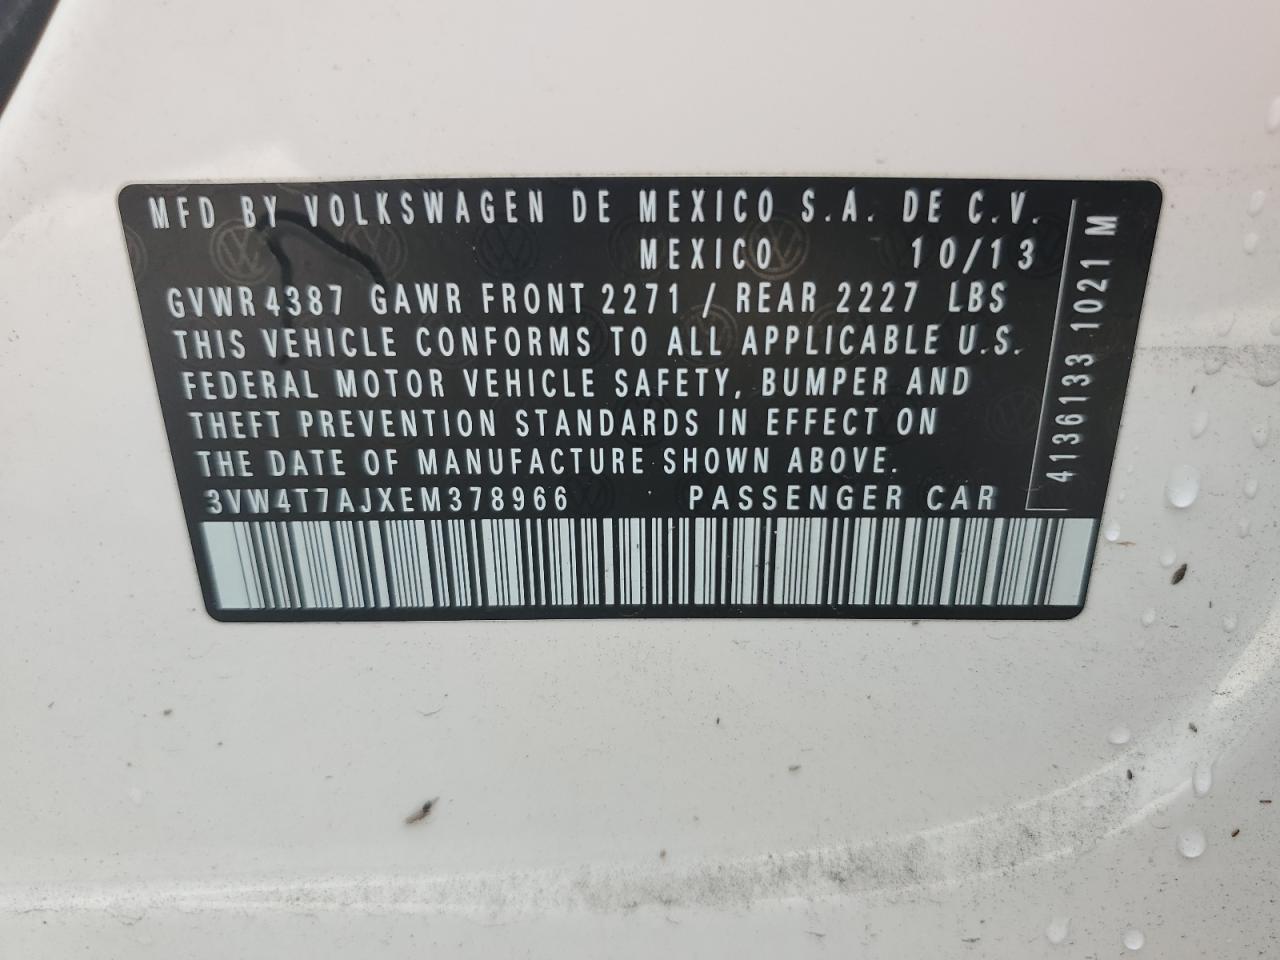 MFD BY VOLKSWAGEN DE MEXICO S.A. DE C.V.
MEXICO 10/13
GVWR 4387 GAWR FRONT 2271 / REAR 2227 LBS
THIS VEHICLE CONFORMS TO ALL APPLICABLE U.S.
FEDERAL MOTOR VEHICLE SAFETY, BUMPER AND
THEFT PREVENTION STANDARDS IN EFFECT ON
THE DATE OF MANUFACTURE SHOWN ABOVE.
3VW4T7AJXEM378966 PASSENGER CAR
4136133 1021 M